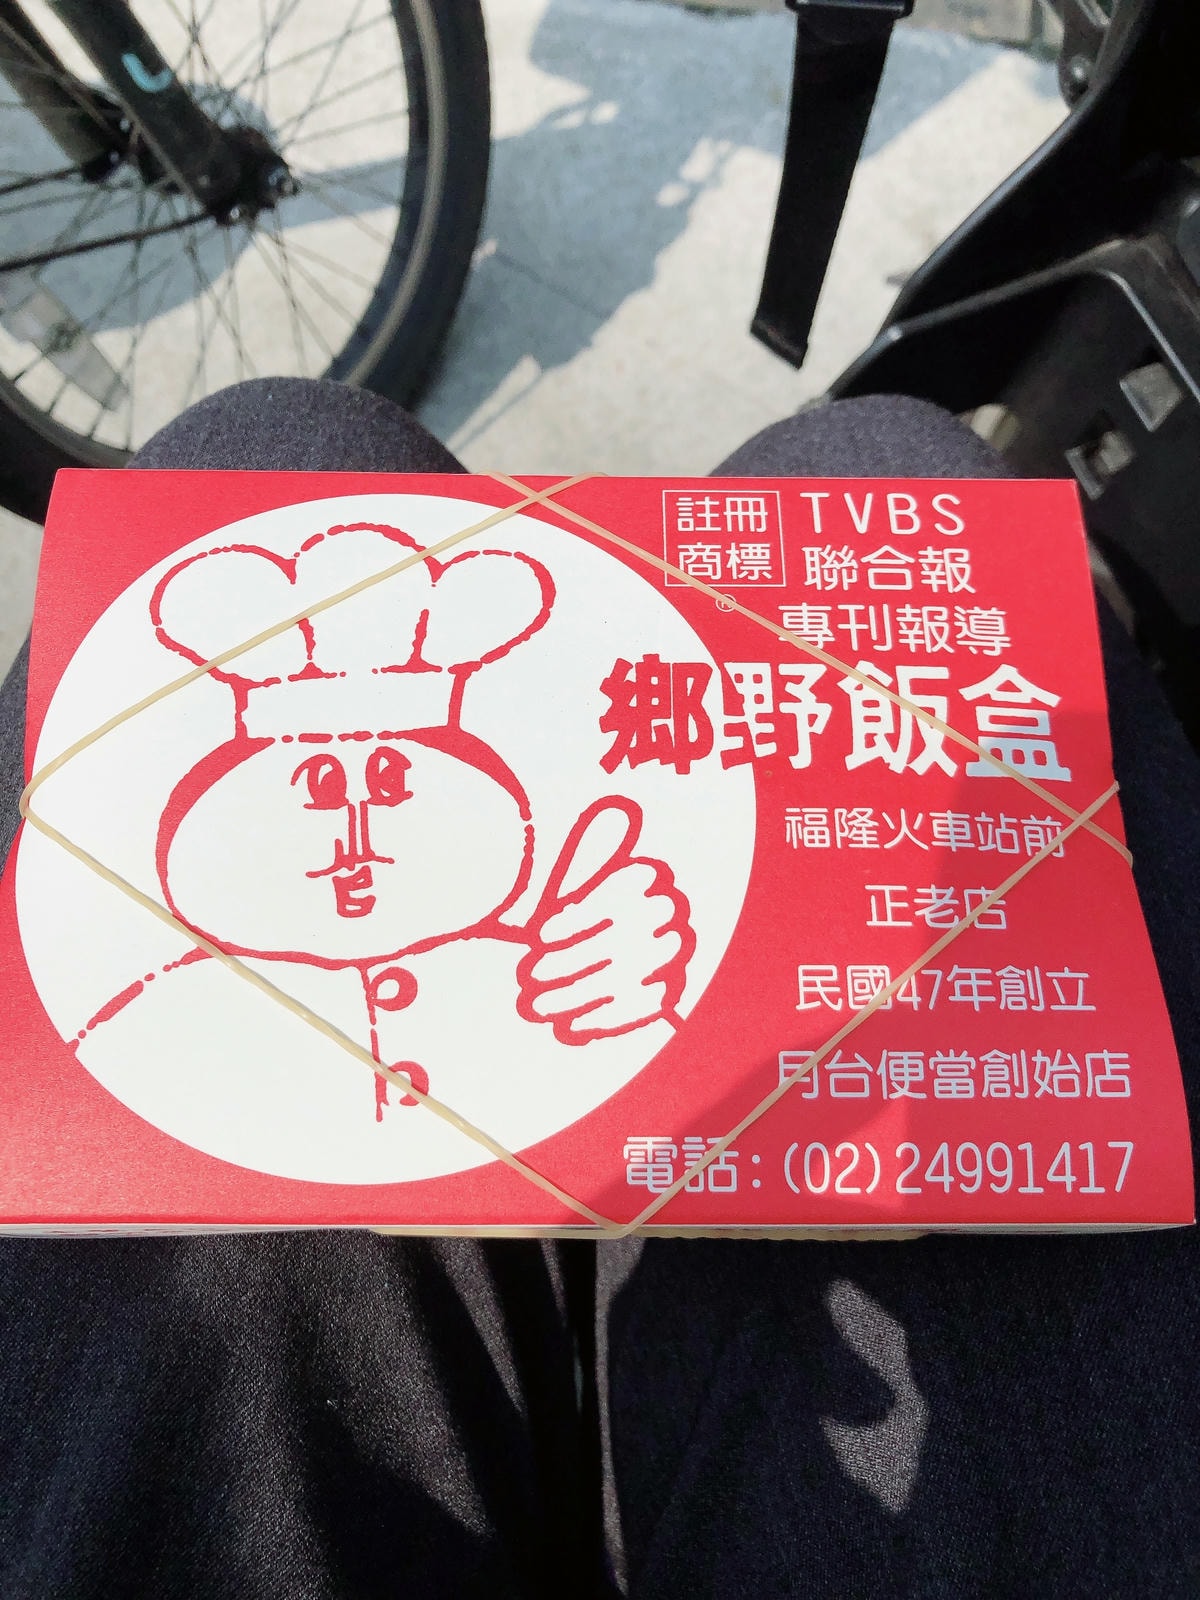 註冊
商標
®
TVBS
聯合報
專刊報導
鄉野飯盒
福隆火車站前
正老店
民國47年創立
月台便當創始店
電話：(02)24991417